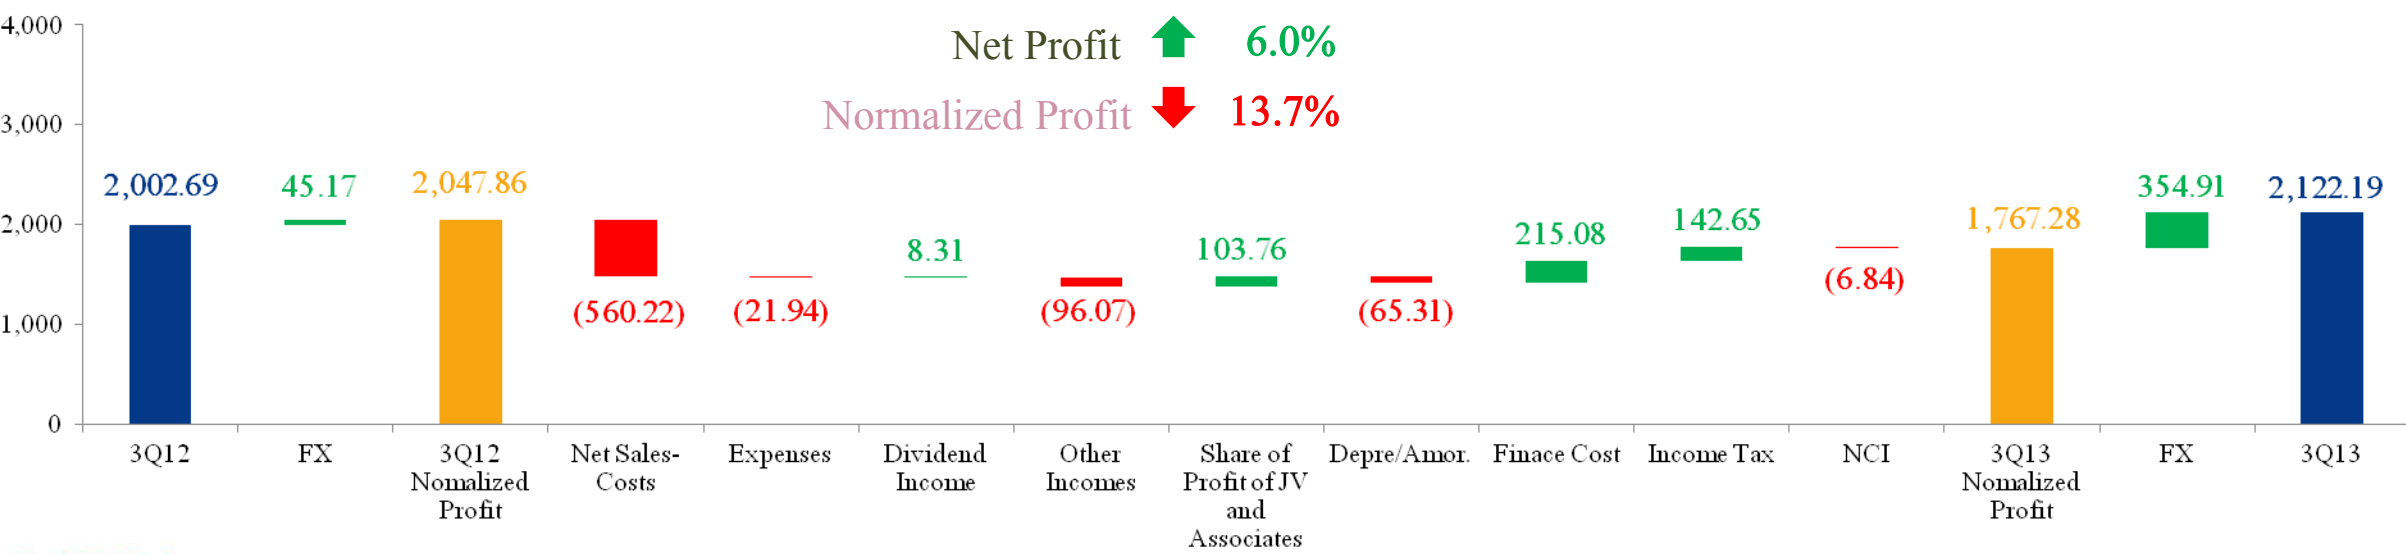 4,000
3,000
2,000
1,000
0
Net Profit 6.0%
Normalized Profit 13.7%
2,002.69
45.17
2,047.86
(560.22)
(21.94)
8.31
(96.07)
103.76
(65.31)
215.08
142.65
(6.84)
1,767.28
354.91
2,122.19
3Q12
FX
3Q12
Nomalized
Profit
Net Sales-
Costs
Expenses
Dividend
Income
Other
Incomes
Share of
Profit of JV
and
Associates
Depre/Amor.
Finace Cost
Income Tax
NCI
3Q13
Nomalized
Profit
FX
3Q13